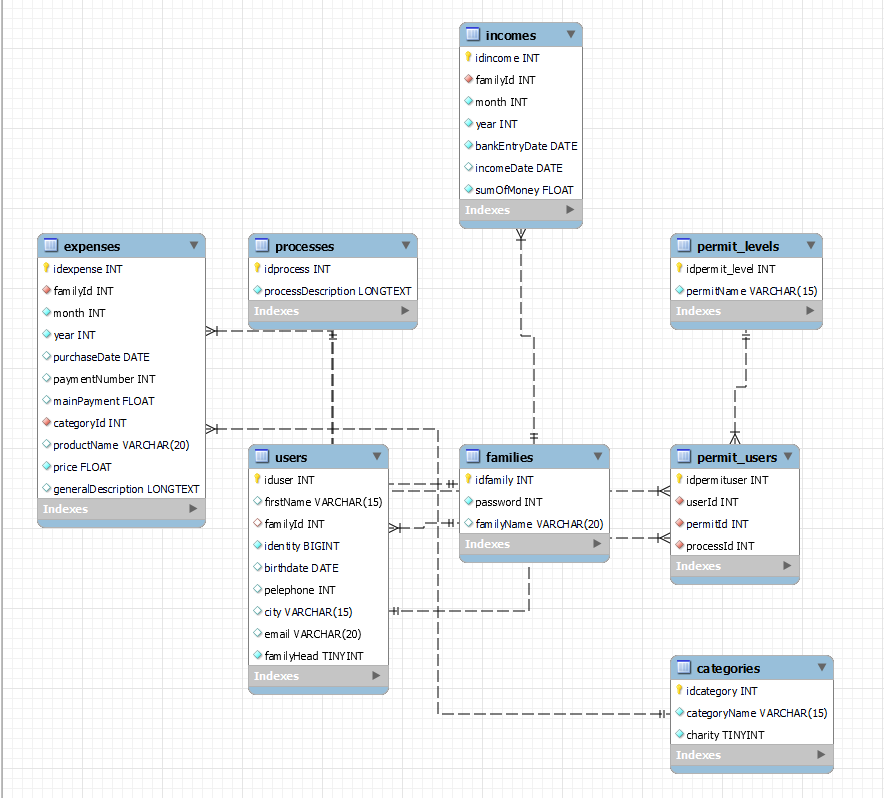 incomes
idincome INT
familyId INT
month INT
year INT
bankEntryDate DATE
incomeDate DATE
sumOfMoney FLOAT
Indexes
expenses
idexpense INT
familyId INT
month INT
year INT
purchaseDate DATE
paymentNumber INT
mainPayment FLOAT
categoryId INT
productName VARCHAR(20)
price FLOAT
generalDescription LONGTEXT
Indexes
processes
idprocess INT
processDescription LONGTEXT
Indexes
permit_levels
idpermit_level INT
permitName VARCHAR(15)
Indexes
users
iduser INT
firstName VARCHAR(15)
familyId INT
identity BIGINT
birthdate DATE
pelephone INT
city VARCHAR(15)
email VARCHAR(20)
familyHead TINYINT
Indexes
families
idfamily INT
password INT
familyName VARCHAR(20)
Indexes
permit_users
idpermituser INT
userId INT
permitId INT
processId INT
Indexes
categories
idcategory INT
categoryName VARCHAR(15)
charity TINYINT
Indexes